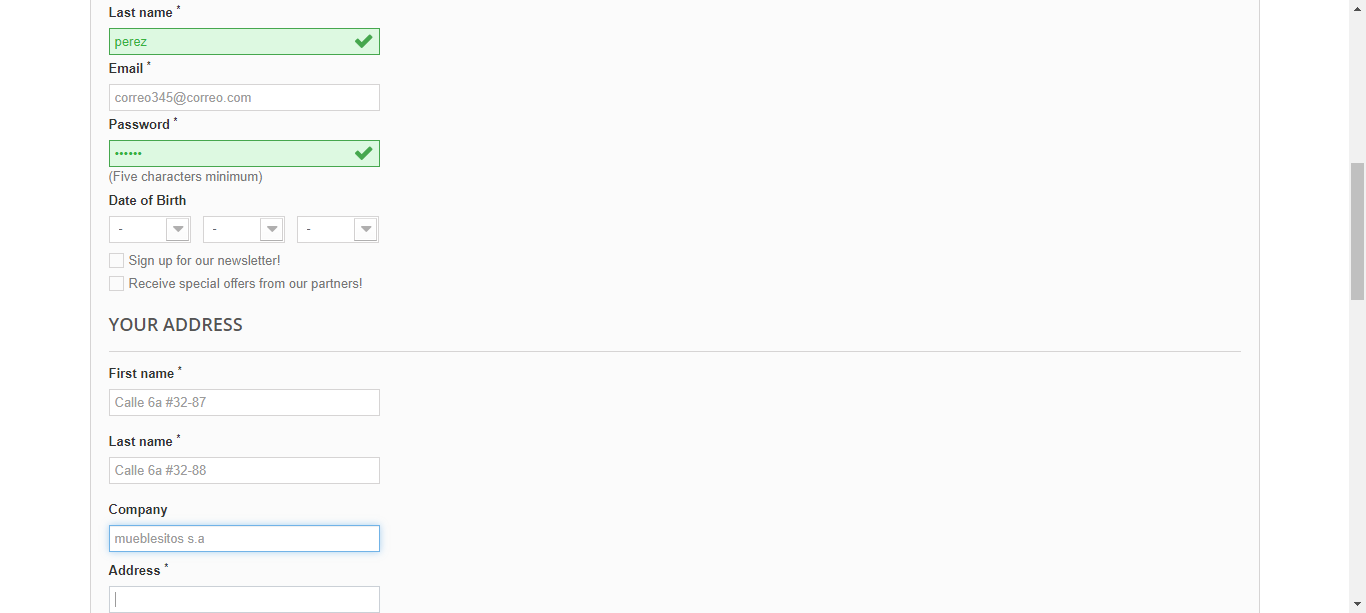 Last name *
perez
Email *
correo345@correo.com
Password *
••••••
(Five characters minimum)
Date of Birth
- - -
Sign up for our newsletter!
Receive special offers from our partners!
YOUR ADDRESS
First name *
Calle 6a #32-87
Last name *
Calle 6a #32-88
Company
mueblesitos s.a
Address *